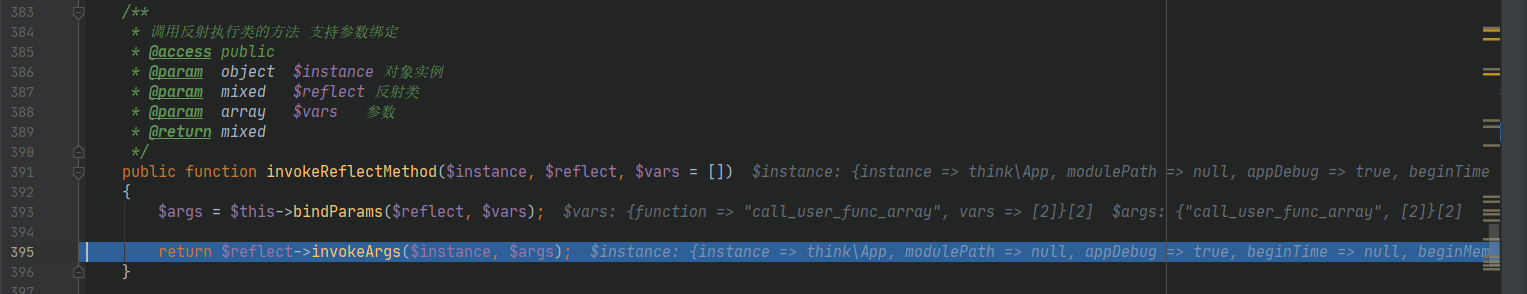 383 /**
384 * 调用反射执行类的方法 支持参数绑定
385 * @access public
386 * @param object $instance 对象实例
387 * @param mixed $reflect 反射类
388 * @param array $vars 参数
389 * @return mixed
390 */
391 public function invokeReflectMethod($instance, $reflect, $vars = []) $instance: {instance => think\App, modulePath => null, appDebug => true, beginTime
392 {
393 $args = $this->bindParams($reflect, $vars); $vars: {function => "call_user_func_array", vars => [2]}[2] $args: {"call_user_func_array", [2]}[2]
394
395 return $reflect->invokeArgs($instance, $args); $instance: {instance => think\App, modulePath => null, appDebug => true, beginTime => null, beginMem
396 }
397